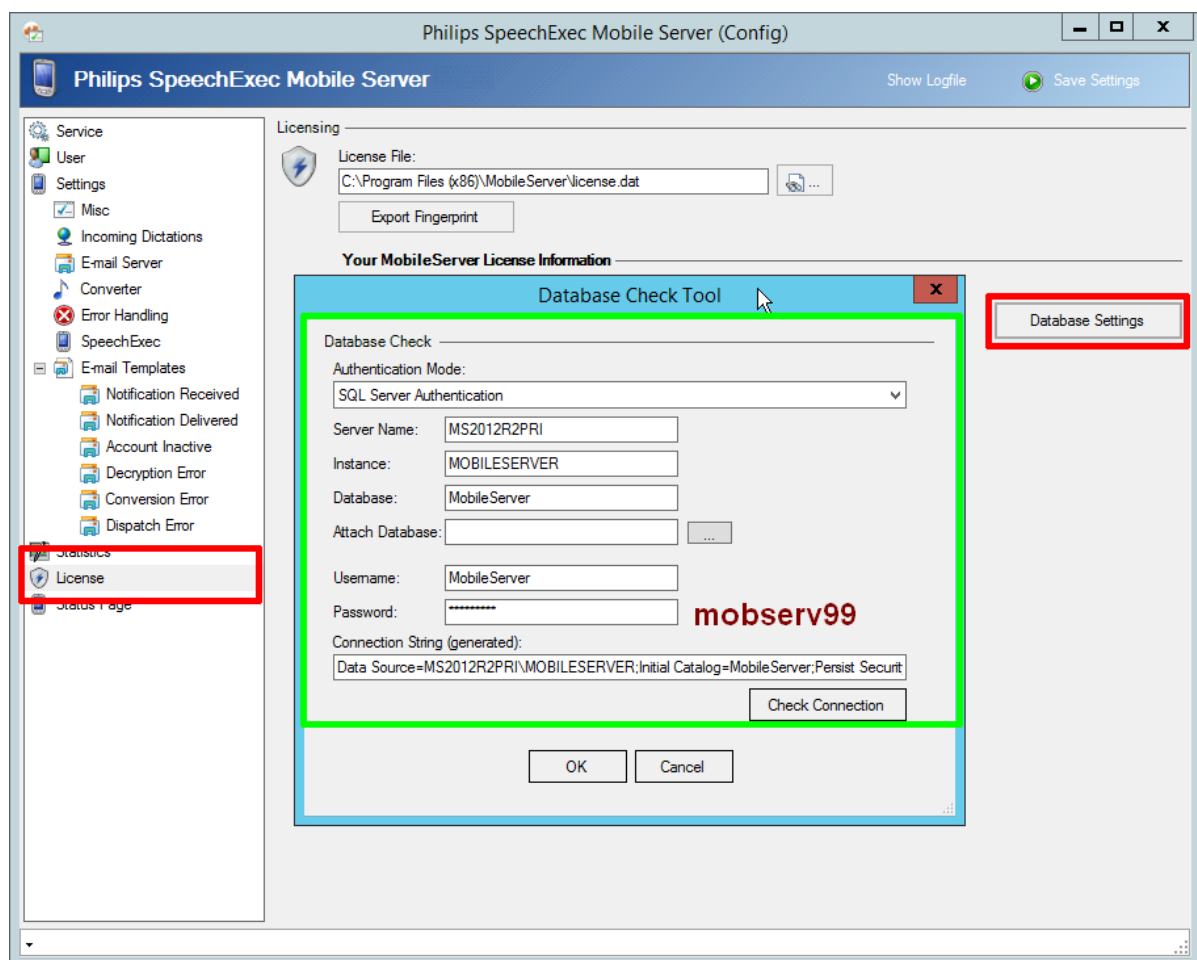 Philips SpeechExec Mobile Server (Config)
Philips SpeechExec Mobile Server
Show Logfile
Save Settings
Service
User
Settings
Misc
Incoming Dictations
E-mail Server
Converter
Error Handling
SpeechExec
E-mail Templates
Notification Received
Notification Delivered
Account Inactive
Decryption Error
Conversion Error
Dispatch Error
Statistics
License
Status Page
Licensing
License File:
C:\Program Files (x86)\MobileServer\license.dat
...
Export Fingerprint
Your MobileServer License Information
Database Settings
Database Check Tool
Database Check
Authentication Mode:
SQL Server Authentication
Server Name: MS2012R2PRI
Instance: MOBILESERVER
Database: MobileServer
Attach Database: ...
Username: MobileServer
Password: ********* mobserv99
Connection String (generated):
Data Source=MS2012R2PRI\MOBILESERVER;Initial Catalog=MobileServer;Persist Securit
Check Connection
OK Cancel